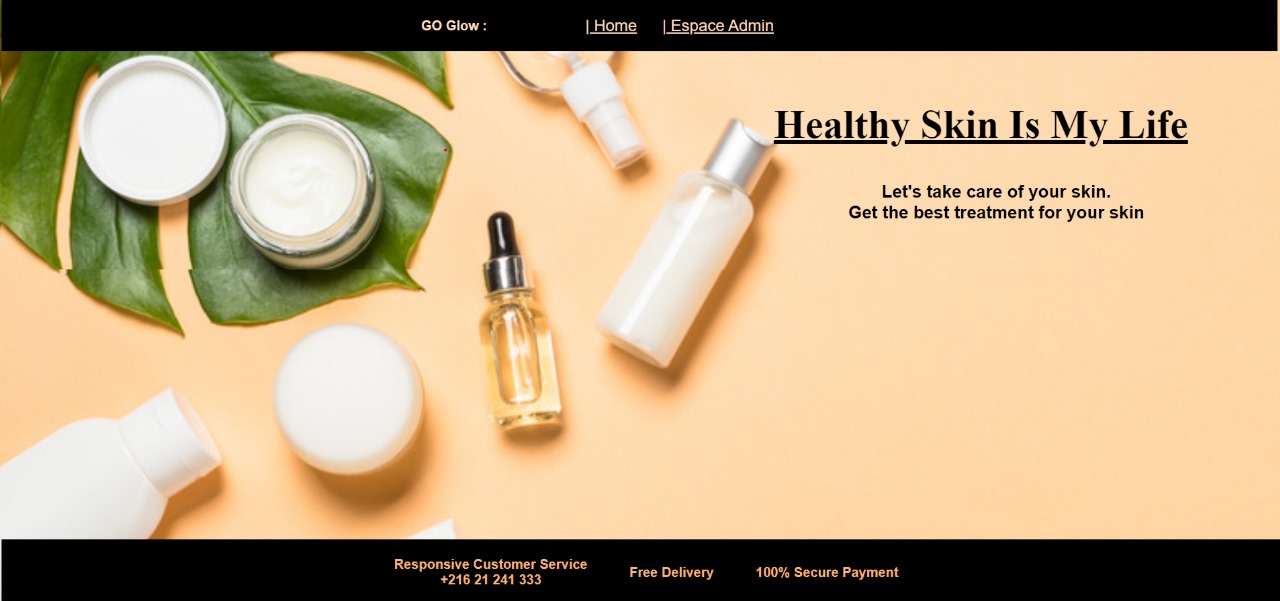 GO Glow :
| Home
| Espace Admin
Healthy Skin Is My Life
Let's take care of your skin.
Get the best treatment for your skin
Responsive Customer Service
+216 21 241 333
Free Delivery
100% Secure Payment